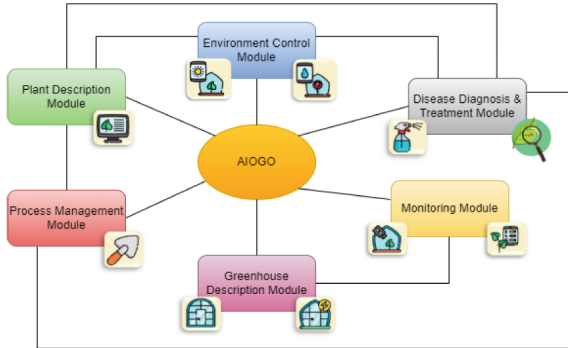 Environment Control
Module
Plant Description
Module
Disease Diagnosis &
Treatment Module
AIOGO
Process Management
Module
Monitoring Module
Greenhouse
Description Module